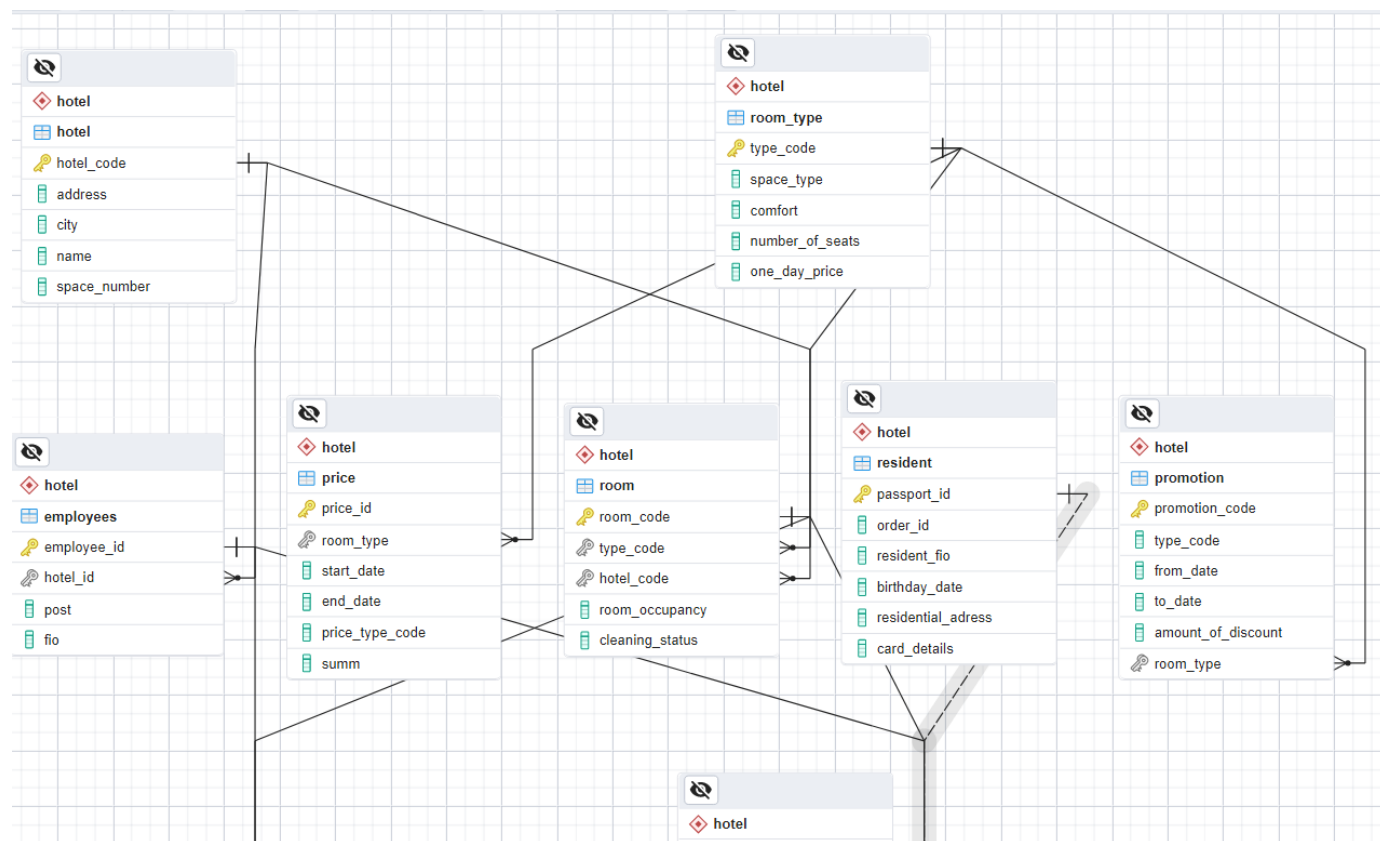 hotel
hotel
hotel_code
address
city
name
space_number
hotel
room_type
type_code
space_type
comfort
number_of_seats
one_day_price
hotel
employees
employee_id
hotel_id
post
fio
hotel
price
price_id
room_type
start_date
end_date
price_type_code
summ
hotel
room
room_code
type_code
hotel_code
room_occupancy
cleaning_status
hotel
resident
passport_id
order_id
resident_fio
birthday_date
residential_adress
card_details
hotel
promotion
promotion_code
type_code
from_date
to_date
amount_of_discount
room_type
hotel